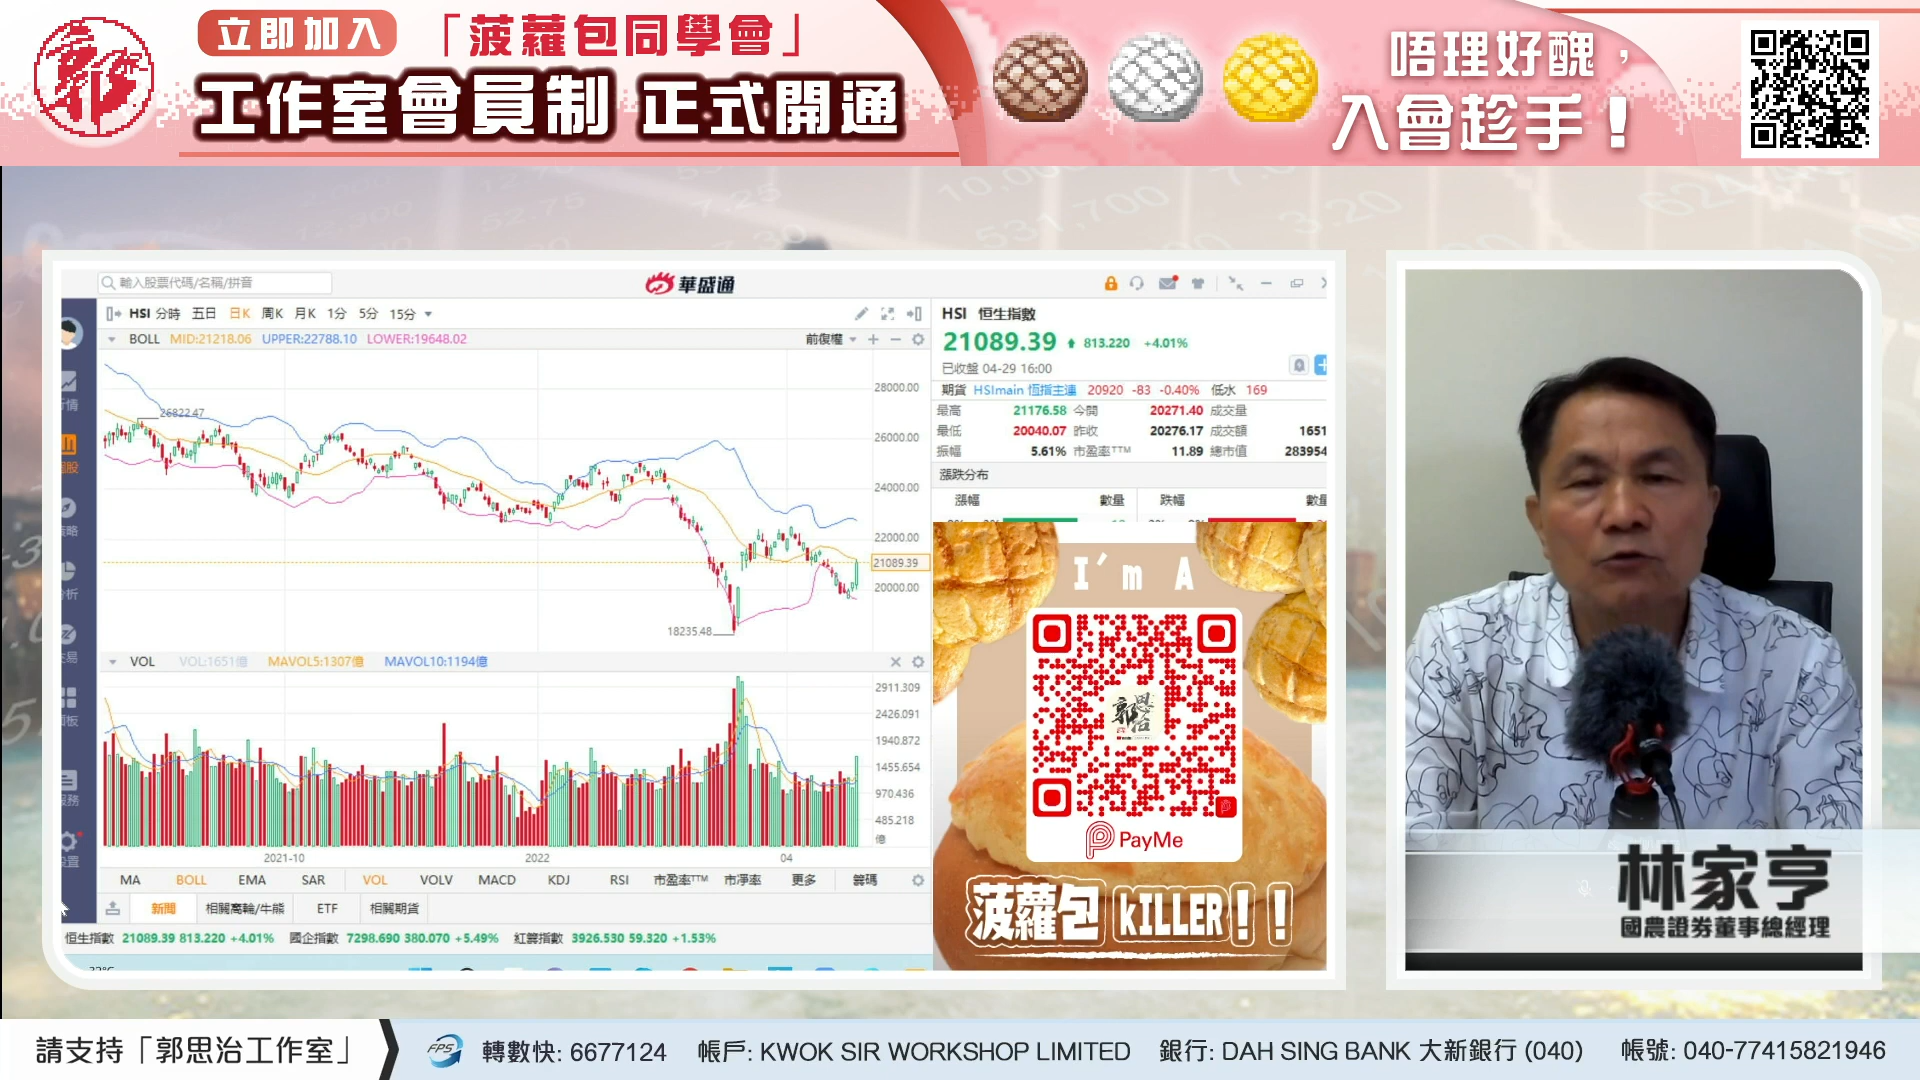 郭
立即加入
「菠蘿包同學會」
工作室會員制 正式開通
唔理好醜，
入會趁手！
輸入股票代碼/名稱/拼音
華盛通
HSI 分時 五日 日K 周K 月K 1分 5分 15分
BOLL MID:21218.06 UPPER:22788.10 LOWER:19648.02
前復權
28000.00
26822.47
26000.00
24000.00
22000.00
21089.39
20000.00
18235.48
VOL VOL:1651億 MAVOL5:1307億 MAVOL10:1194億
2911.309
2426.091
1940.872
1455.654
970.436
485.218
億
2021-10 2022 04
MA BOLL EMA SAR VOL VOLV MACD KDJ RSI 市盈率TTM 市淨率 更多 籌碼
新聞 相關窩輪/牛熊 ETF 相關期貨
恒生指數 21089.39 813.220 +4.01% 國企指數 7298.690 380.070 +5.49% 紅籌指數 3926.530 59.320 +1.53%
HSI 恒生指數
21089.39 813.220 +4.01%
已收盤 04-29 16:00
期貨 HSImain 恆指主連 20920 -83 -0.40% 低水 169
最高 21176.58 今開 20271.40 成交量
最低 20040.07 昨收 20276.17 成交額 1651
振幅 5.61% 市盈率TTM 11.89 總市值 283954
漲跌分布
漲幅 數量 跌幅 數量
I'm A
郭思治
PayMe
菠蘿包 KILLER！！
林家亨
國農證券董事總經理
請支持「郭思治工作室」
FPS 轉數快: 6677124 帳戶: KWOK SIR WORKSHOP LIMITED 銀行: DAH SING BANK 大新銀行 (040) 帳號: 040-77415821946